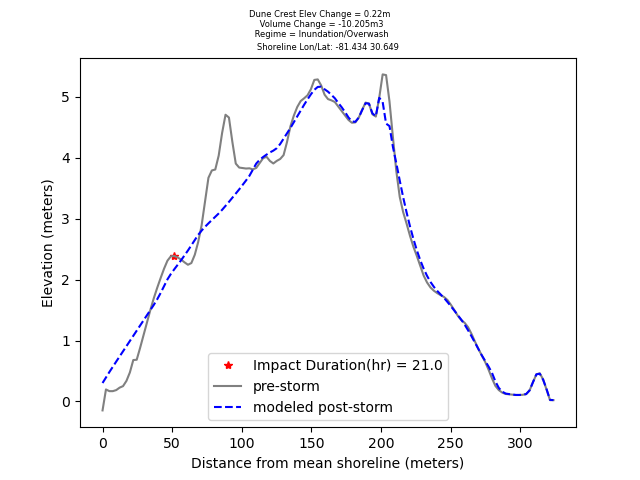 Dune Crest Elev Change = 0.22m
Volume Change = -10.205m3
Regime = Inundation/Overwash
Shoreline Lon/Lat: -81.434 30.649
Elevation (meters)
5
4
3
2
1
0
Impact Duration(hr) = 21.0
pre-storm
modeled post-storm
0 50 100 150 200 250 300
Distance from mean shoreline (meters)